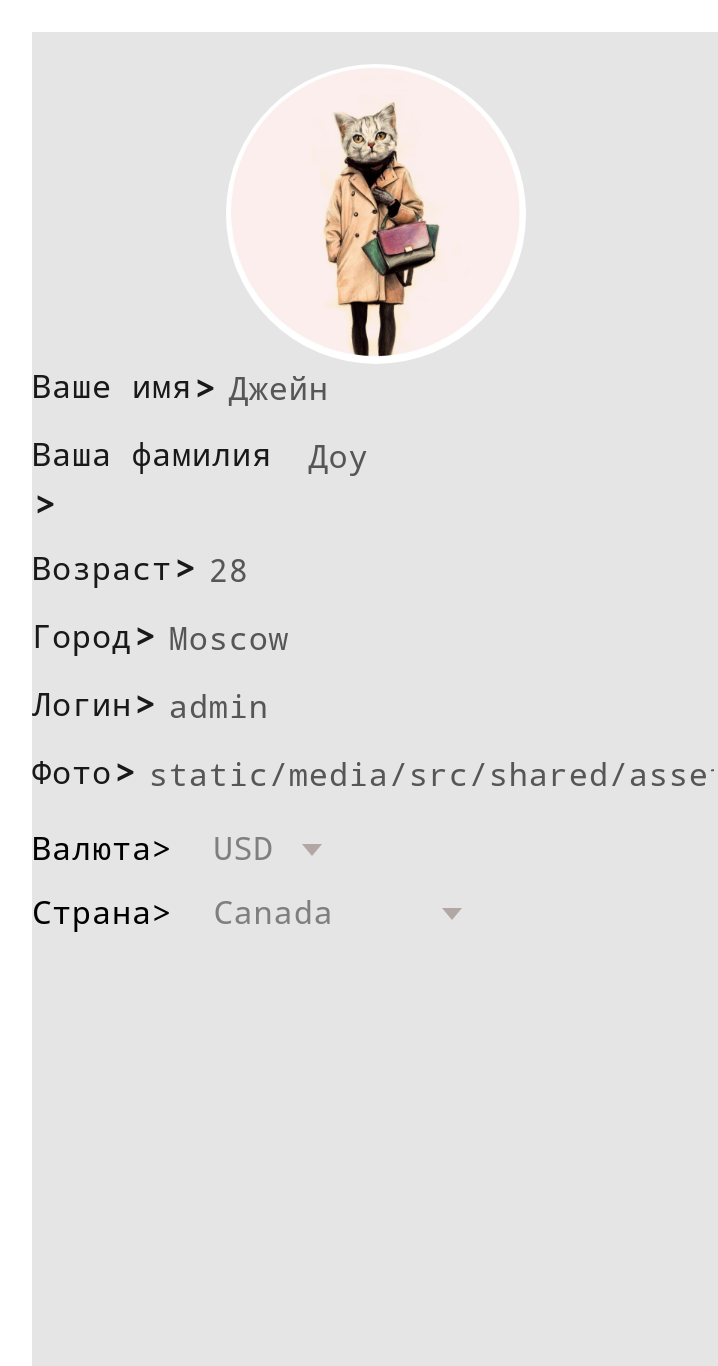 Ваше имя> Джейн
Ваша фамилия Доу
>
Возраст> 28
Город> Moscow
Логин> admin
Фото> static/media/src/shared/asse
Валюта> USD
Страна> Canada